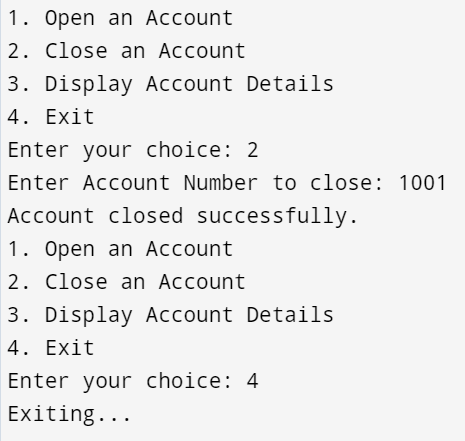 1. Open an Account
2. Close an Account
3. Display Account Details
4. Exit
Enter your choice: 2
Enter Account Number to close: 1001
Account closed successfully.
1. Open an Account
2. Close an Account
3. Display Account Details
4. Exit
Enter your choice: 4
Exiting...